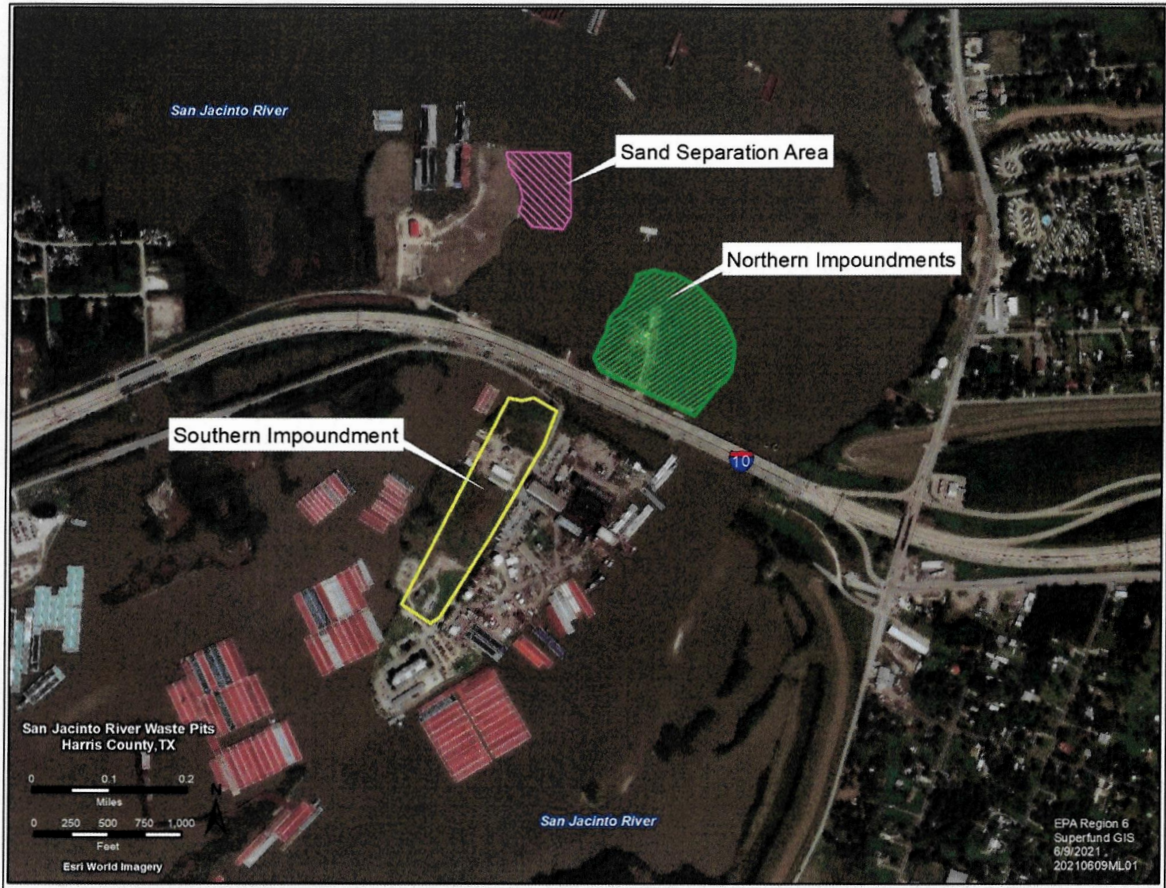 San Jacinto River
Sand Separation Area
Northern Impoundments
Southern Impoundment
10
San Jacinto River Waste Pits
Harris County,TX
0 0.1 0.2
Miles
N
0 250 500 750 1,000
Feet
Esri World Imagery
San Jacinto River
EPA Region 6
Superfund GIS
6/9/2021
20210609ML01